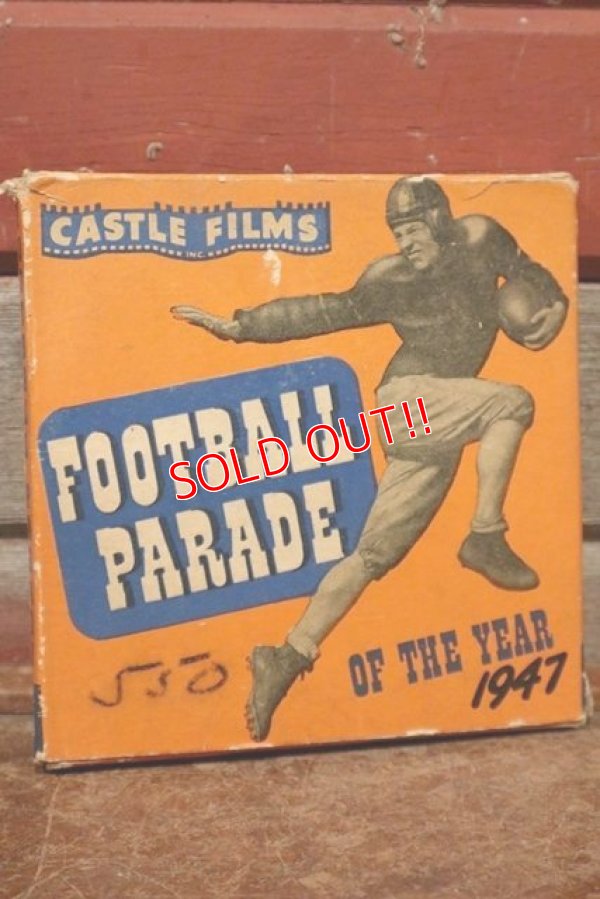 CASTLE FILMS
INC.
FOOTBALL
PARADE
SOLD OUT!!
OF THE YEAR
1947
550